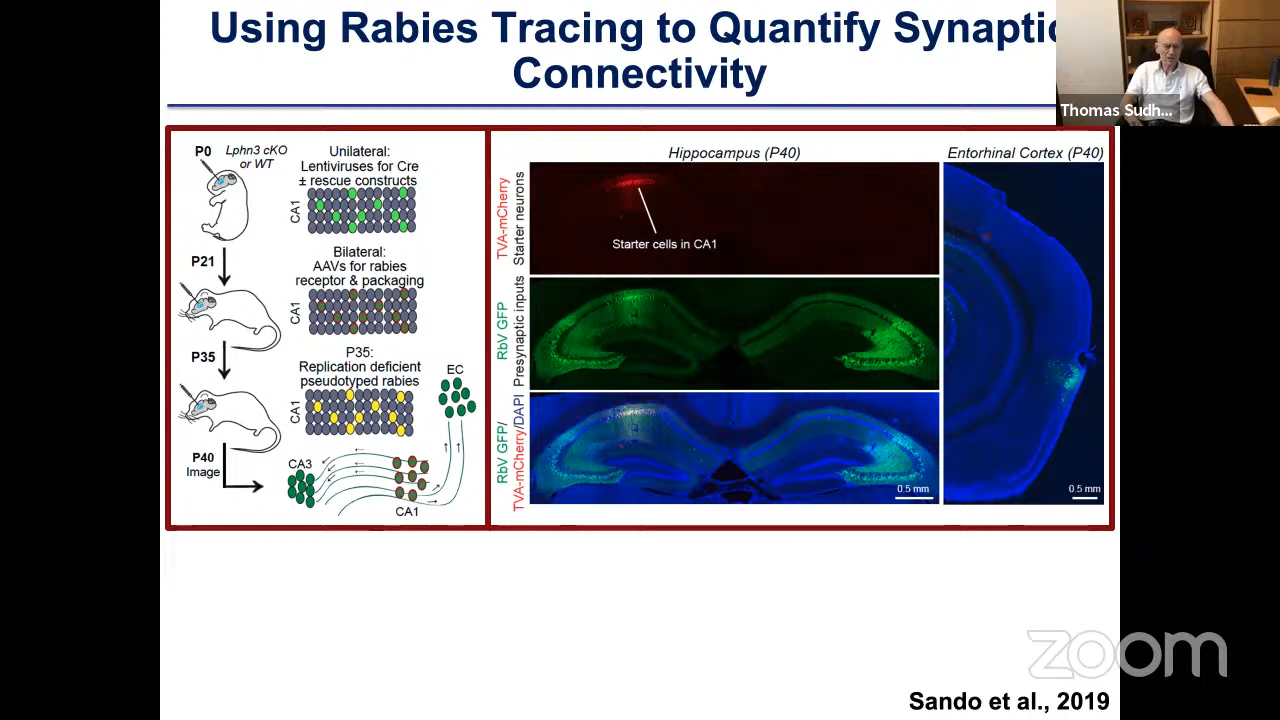 Using Rabies Tracing to Quantify Synaptic
Connectivity
Thomas Sudh...
P0
Lphn3 cKO
or WT
Unilateral:
Lentiviruses for Cre
± rescue constructs
CA1
P21
Bilateral:
AAVs for rabies
receptor & packaging
CA1
P35
P35:
Replication deficient
pseudotyped rabies
CA1
EC
P40
Image
CA3
CA1
Hippocampus (P40)
Entorhinal Cortex (P40)
TVA-mCherry
Starter neurons
Starter cells in CA1
RbV GFP
Presynaptic inputs
RbV GFP/
TVA-mCherry/DAPI
0.5 mm
0.5 mm
zoom
Sando et al., 2019